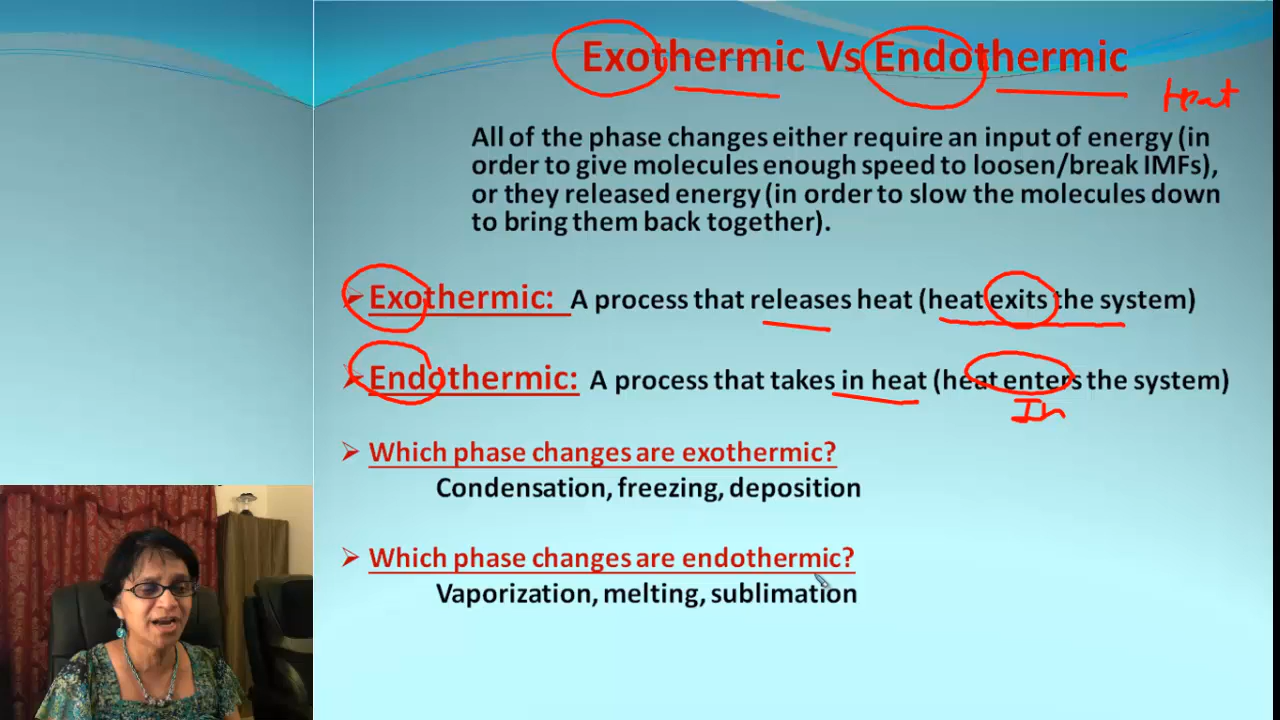 Exothermic Vs Endothermic
Heat
All of the phase changes either require an input of energy (in
order to give molecules enough speed to loosen/break IMFs),
or they released energy (in order to slow the molecules down
to bring them back together).
➢ Exothermic: A process that releases heat (heat exits the system)
➢ Endothermic: A process that takes in heat (heat enters the system)
In
➢ Which phase changes are exothermic?
Condensation, freezing, deposition
➢ Which phase changes are endothermic?
Vaporization, melting, sublimation